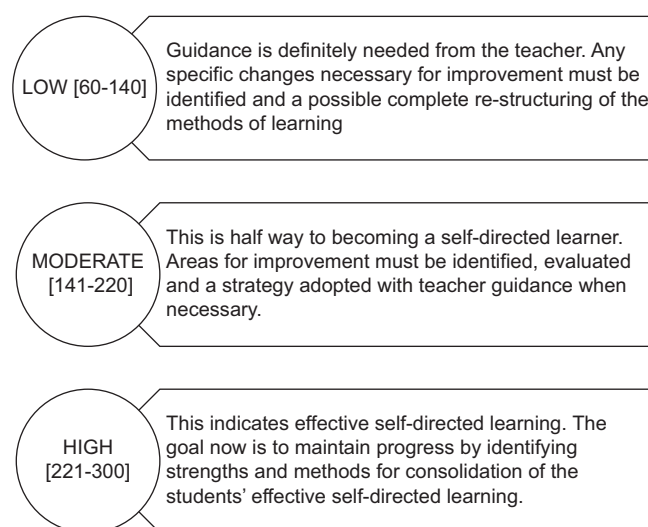 LOW [60-140]
Guidance is definitely needed from the teacher. Any
specific changes necessary for improvement must be
identified and a possible complete re-structuring of the
methods of learning
MODERATE
[141-220]
This is half way to becoming a self-directed learner.
Areas for improvement must be identified, evaluated
and a strategy adopted with teacher guidance when
necessary.
HIGH
[221-300]
This indicates effective self-directed learning. The
goal now is to maintain progress by identifying
strengths and methods for consolidation of the
students’ effective self-directed learning.